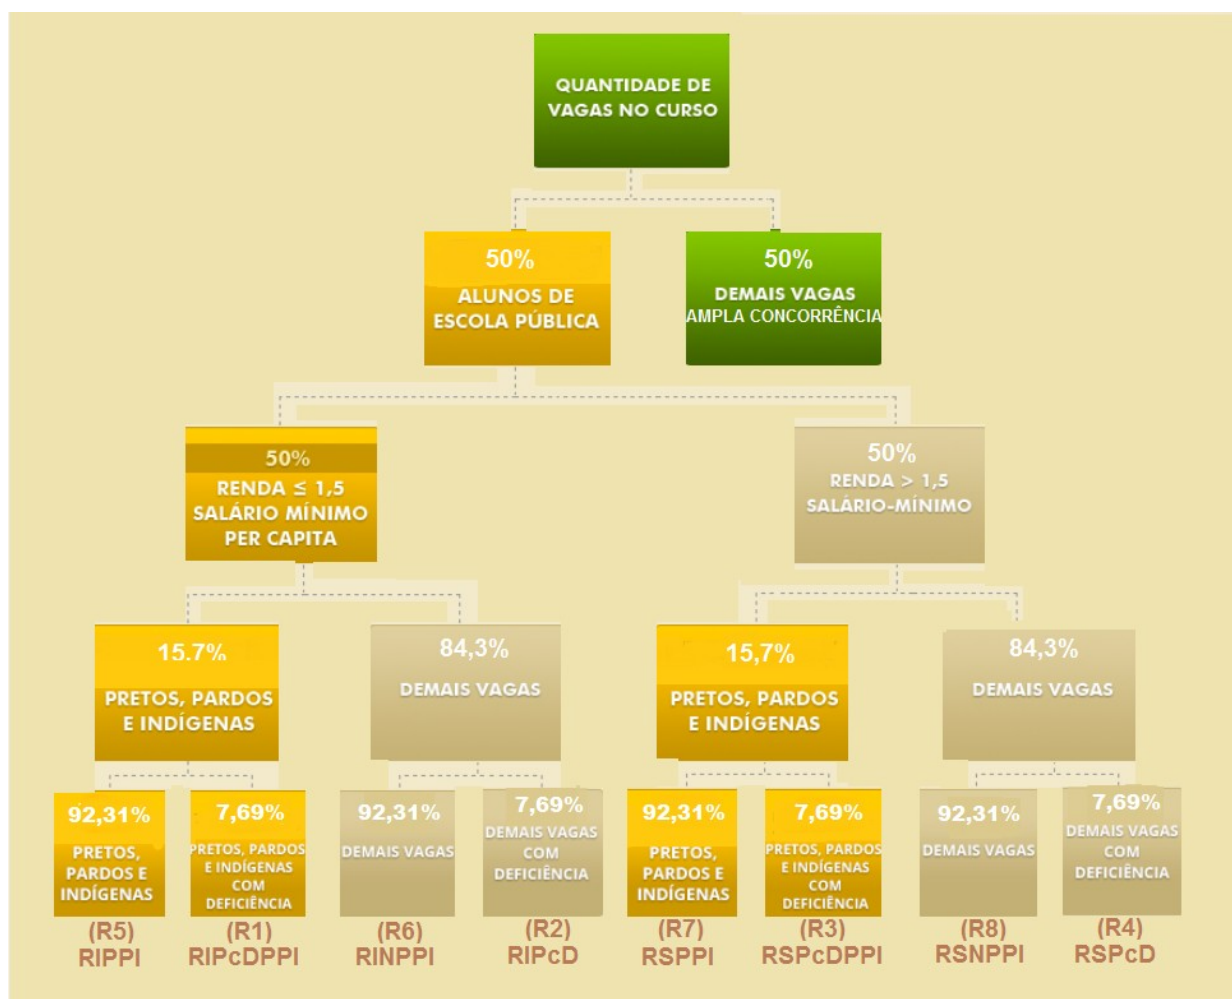 QUANTIDADE DE
VAGAS NO CURSO
50%
ALUNOS DE
ESCOLA PÚBLICA
50%
DEMAIS VAGAS
AMPLA CONCORRÊNCIA
50%
RENDA ≤ 1,5
SALÁRIO MÍNIMO
PER CAPITA
50%
RENDA > 1,5
SALÁRIO-MÍNIMO
15.7%
PRETOS, PARDOS
E INDÍGENAS
84,3%
DEMAIS VAGAS
15,7%
PRETOS, PARDOS
E INDÍGENAS
84,3%
DEMAIS VAGAS
92,31%
PRETOS,
PARDOS E
INDÍGENAS
7,69%
PRETOS, PARDOS
E INDÍGENAS
COM
DEFICIÊNCIA
92,31%
DEMAIS VAGAS
7,69%
DEMAIS VAGAS
COM
DEFICIÊNCIA
92,31%
PRETOS,
PARDOS E
INDÍGENAS
7,69%
PRETOS, PARDOS
E INDÍGENAS
COM
DEFICIÊNCIA
92,31%
DEMAIS VAGAS
7,69%
DEMAIS VAGAS
COM
DEFICIÊNCIA
(R5)
RIPPI
(R1)
RIPcDPPI
(R6)
RINPPI
(R2)
RIPcD
(R7)
RSPPI
(R3)
RSPcDPPI
(R8)
RSNPPI
(R4)
RSPcD